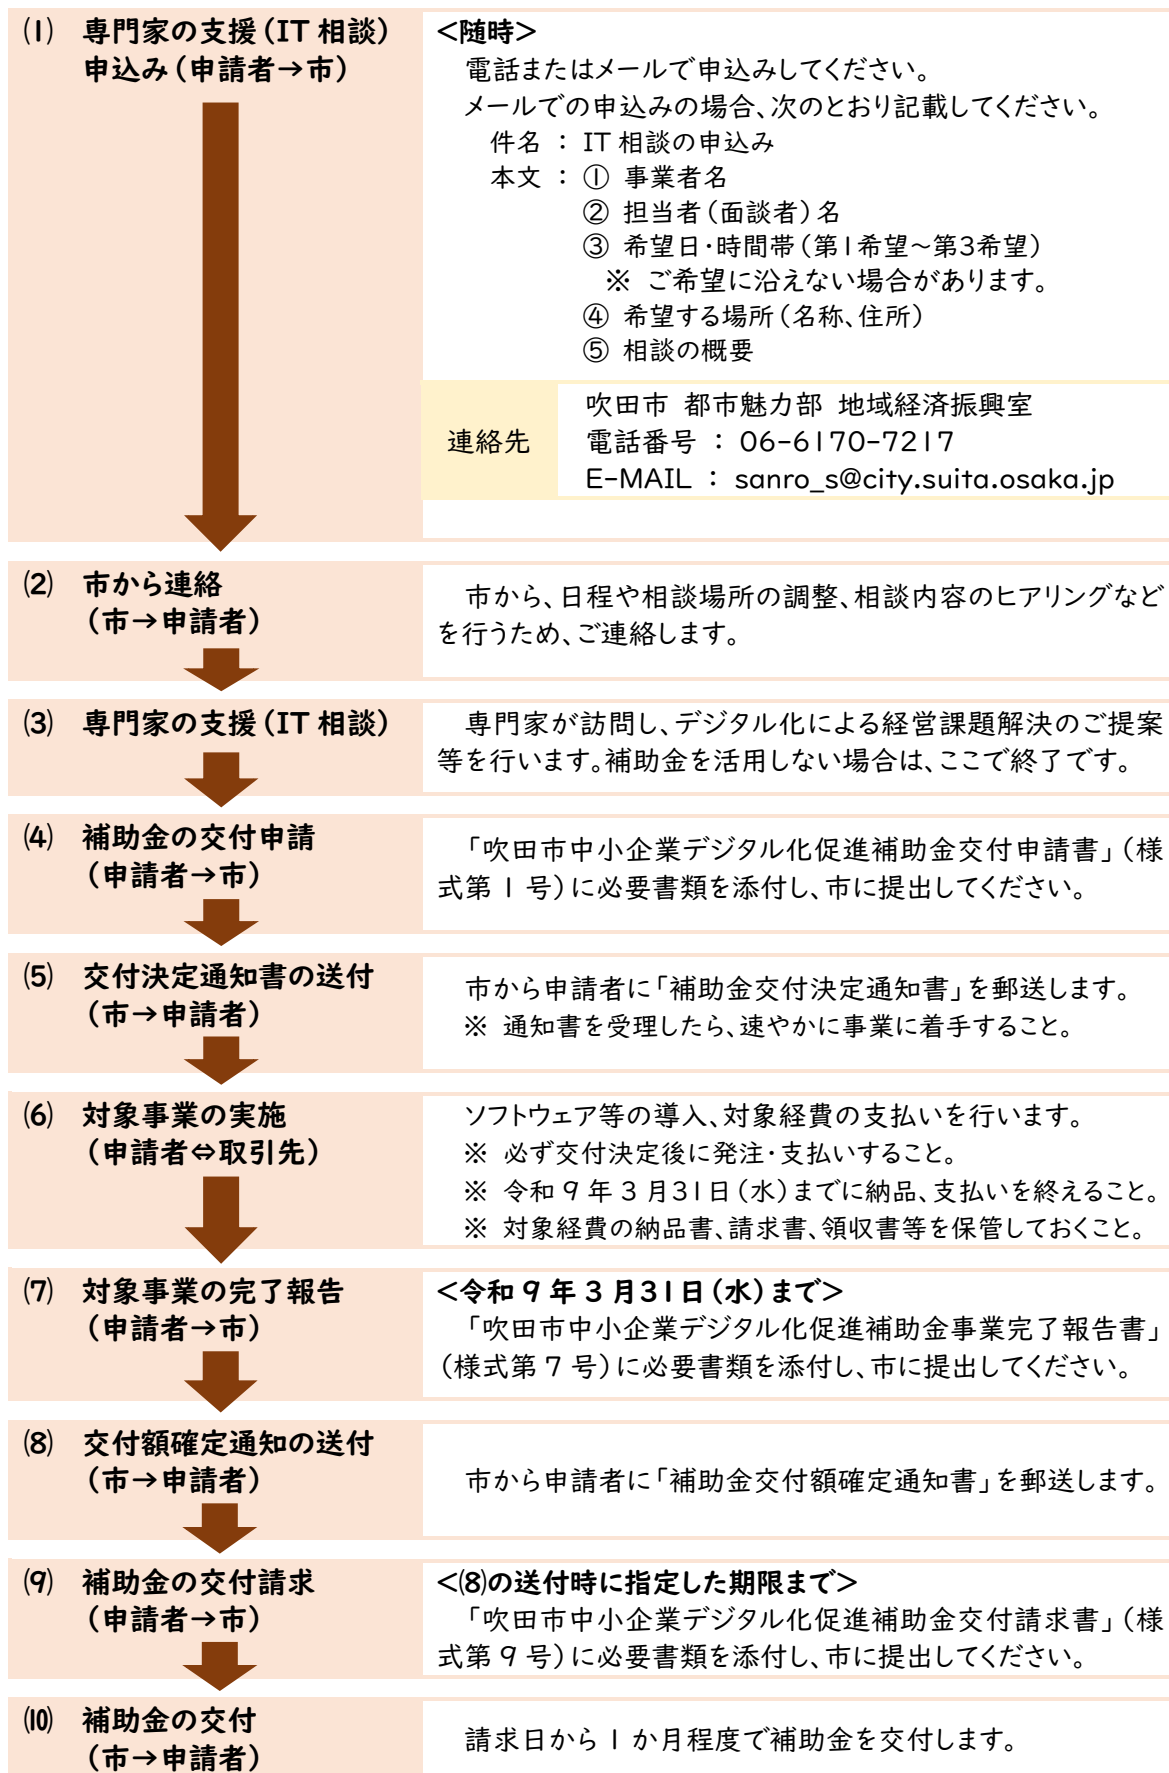 ⑴ 専門家の支援（IT 相談）
申込み（申請者→市）
＜随時＞
電話またはメールで申込みしてください。
メールでの申込みの場合、次のとおり記載してください。
件名 ： IT 相談の申込み
本文 ： ① 事業者名
② 担当者（面談者）名
③ 希望日・時間帯（第１希望～第３希望）
※ ご希望に沿えない場合があります。
④ 希望する場所（名称、住所）
⑤ 相談の概要
連絡先
吹田市 都市魅力部 地域経済振興室
電話番号 ： 06-6170-7217
E-MAIL ： sanro_s@city.suita.osaka.jp
⑵ 市から連絡
（市→申請者）
市から、日程や相談場所の調整、相談内容のヒアリングなど
を行うため、ご連絡します。
⑶ 専門家の支援（IT 相談）
専門家が訪問し、デジタル化による経営課題解決のご提案
等を行います。補助金を活用しない場合は、ここで終了です。
⑷ 補助金の交付申請
（申請者→市）
「吹田市中小企業デジタル化促進補助金交付申請書」（様
式第 １ 号）に必要書類を添付し、市に提出してください。
⑸ 交付決定通知書の送付
（市→申請者）
市から申請者に「補助金交付決定通知書」を郵送します。
※ 通知書を受理したら、速やかに事業に着手すること。
⑹ 対象事業の実施
（申請者⇔取引先）
ソフトウェア等の導入、対象経費の支払いを行います。
※ 必ず交付決定後に発注・支払いすること。
※ 令和 ９ 年 ３ 月３１日（水）までに納品、支払いを終えること。
※ 対象経費の納品書、請求書、領収書等を保管しておくこと。
⑺ 対象事業の完了報告
（申請者→市）
＜令和 ９ 年 ３ 月３１日（水）まで＞
「吹田市中小企業デジタル化促進補助金事業完了報告書」
（様式第 ７ 号）に必要書類を添付し、市に提出してください。
⑻ 交付額確定通知の送付
（市→申請者）
市から申請者に「補助金交付額確定通知書」を郵送します。
⑼ 補助金の交付請求
（申請者→市）
＜⑻の送付時に指定した期限まで＞
「吹田市中小企業デジタル化促進補助金交付請求書」（様
式第 ９ 号）に必要書類を添付し、市に提出してください。
⑽ 補助金の交付
（市→申請者）
請求日から １ か月程度で補助金を交付します。